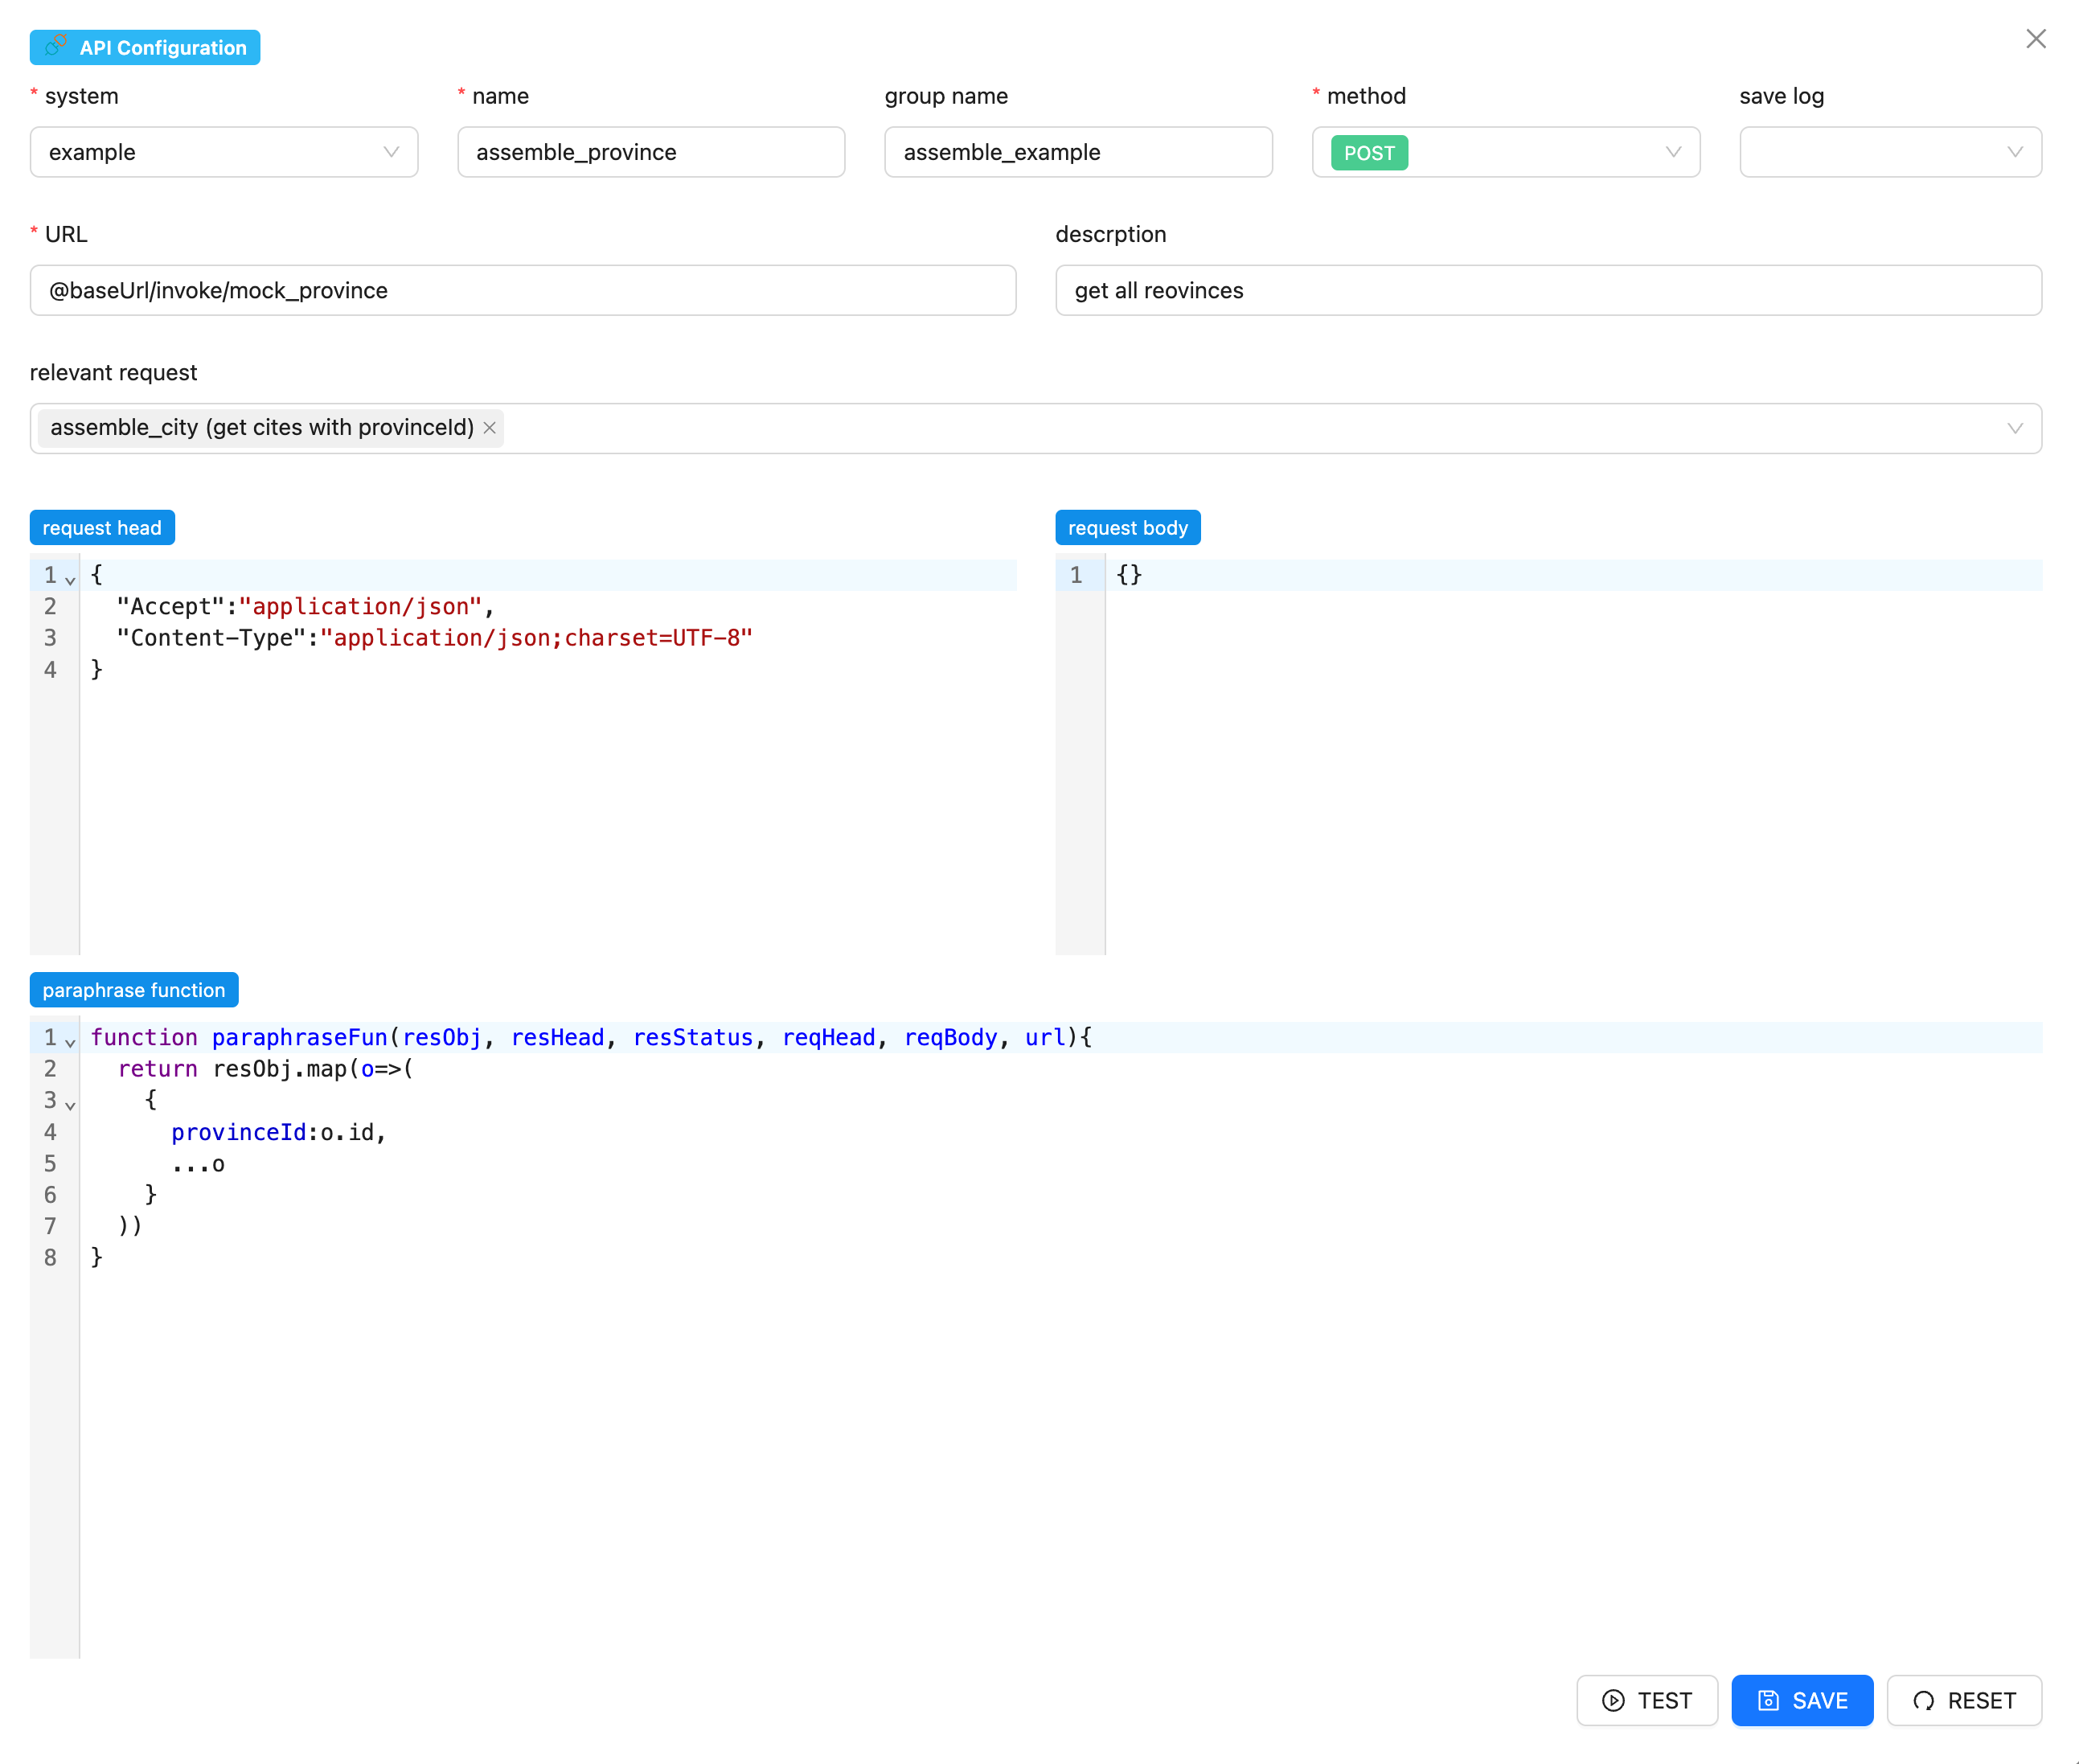 API Configuration
* system
* name
group name
* method
save log
example
assemble_province
assemble_example
POST
* URL
descrption
@baseUrl/invoke/mock_province
get all reovinces
relevant request
assemble_city (get cites with provinceId)
request head
1 {
2   "Accept":"application/json",
3   "Content-Type":"application/json;charset=UTF-8"
4 }
request body
1 {}
paraphrase function
1 function paraphraseFun(resObj, resHead, resStatus, reqHead, reqBody, url){
2   return resObj.map(o=>(
3     {
4       provinceId:o.id,
5       ...o
6     }
7   ))
8 }
TEST
SAVE
RESET